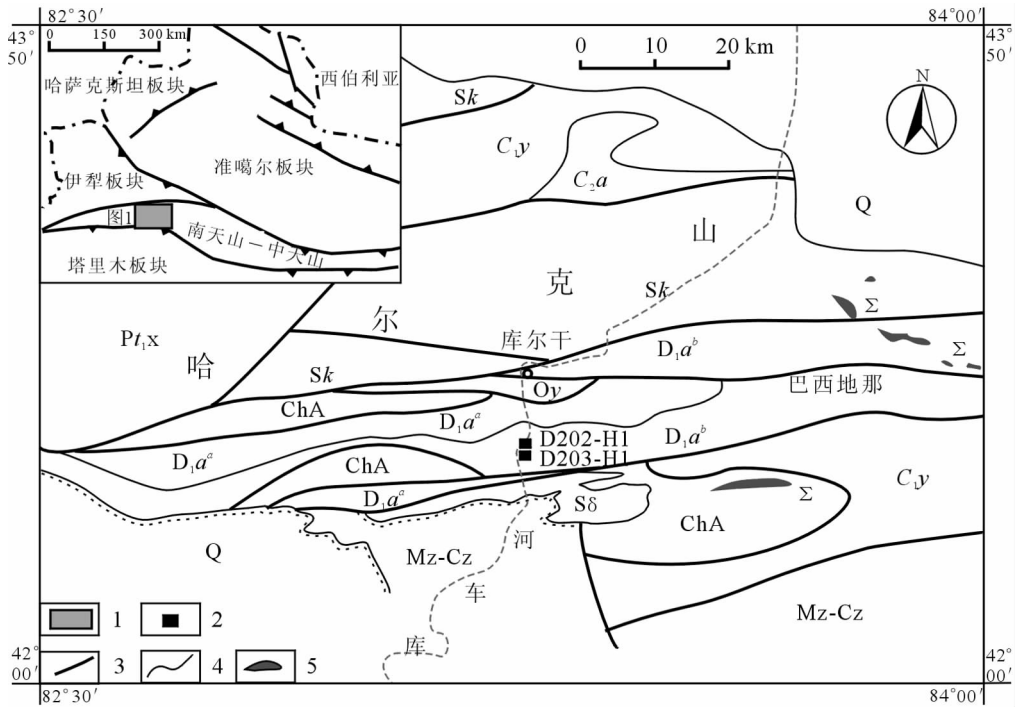 82°30′
84°00′
43°
50′
43°
50′
0 150 300 km
哈萨克斯坦板块
西伯利亚
准噶尔板块
伊犁板块
图1
南天山－中天山
塔里木板块
0 10 20 km
N
Sk
C₁y
C₂a
Q
山
克
Sk
尔
Pt₁x
哈
库尔干
D₁aᵇ
Σ
Σ
Sk
Oy
巴西地那
ChA
D₁aᵃ
D₁aᵇ
D202-H1
D203-H1
D₁aᵃ
ChA
D₁aᵃ
C₁y
Σ
Sδ
ChA
Q
Mz-Cz
河
车
库
Mz-Cz
1
2
3
4
5
42°
00′
42°
00′
82°30′
84°00′